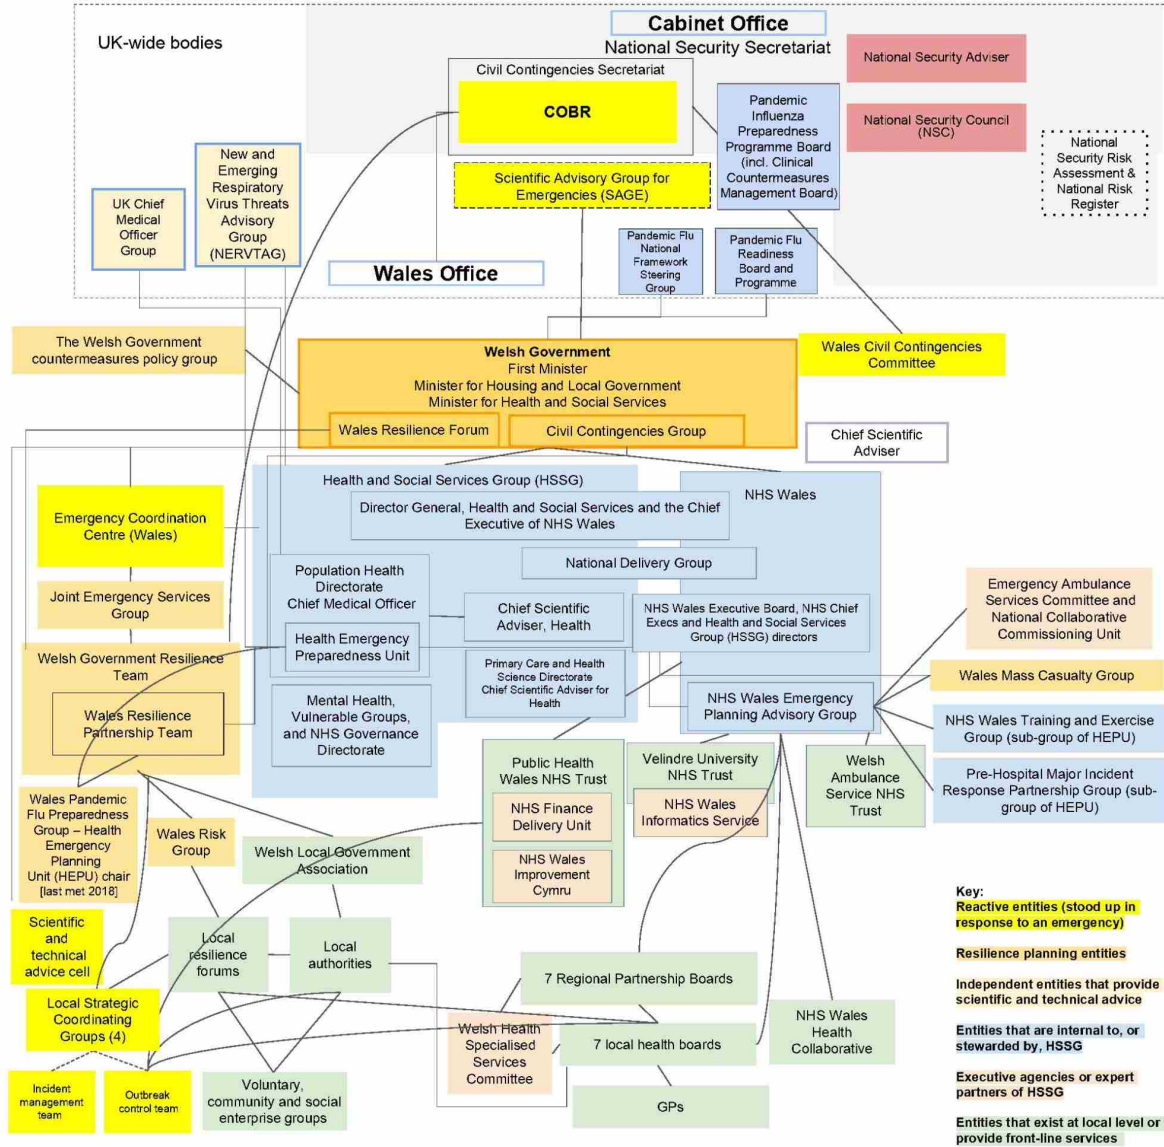 UK-wide bodies
Cabinet Office
National Security Secretariat
Civil Contingencies Secretariat
COBR
National Security Adviser
National Security Council
(NSC)
Pandemic
Influenza
Preparedness
Programme Board
(incl. Clinical
Countermeasures
Management Board)
National
Security Risk
Assessment &
National Risk
Register
New and
Emerging
Respiratory
Virus Threats
Advisory
Group
(NERVTAG)
UK Chief
Medical
Officer
Group
Scientific Advisory Group for
Emergencies (SAGE)
Wales Office
Pandemic Flu
National
Framework
Steering
Group
Pandemic Flu
Readiness
Board and
Programme
The Welsh Government
countermeasures policy group
Welsh Government
First Minister
Minister for Housing and Local Government
Minister for Health and Social Services
Wales Resilience Forum
Civil Contingencies Group
Wales Civil Contingencies
Committee
Chief Scientific
Adviser
Health and Social Services Group (HSSG)
NHS Wales
Director General, Health and Social Services and the Chief
Executive of NHS Wales
National Delivery Group
Emergency Coordination
Centre (Wales)
Joint Emergency Services
Group
Population Health
Directorate
Chief Medical Officer
Health Emergency
Preparedness Unit
Chief Scientific
Adviser, Health
NHS Wales Executive Board, NHS Chief
Execs and Health and Social Services
Group (HSSG) directors
Emergency Ambulance
Services Committee and
National Collaborative
Commissioning Unit
Welsh Government Resilience
Team
Wales Resilience
Partnership Team
Mental Health,
Vulnerable Groups,
and NHS Governance
Directorate
Primary Care and Health
Science Directorate
Chief Scientific Adviser for
Health
NHS Wales Emergency
Planning Advisory Group
Wales Mass Casualty Group
NHS Wales Training and Exercise
Group (sub-group of HEPU)
Pre-Hospital Major Incident
Response Partnership Group (sub-
group of HEPU)
Public Health
Wales NHS Trust
NHS Finance
Delivery Unit
NHS Wales
Improvement
Cymru
Velindre University
NHS Trust
NHS Wales
Informatics Service
Welsh
Ambulance
Service NHS
Trust
Wales Pandemic
Flu Preparedness
Group – Health
Emergency
Planning
Unit (HEPU) chair
[last met 2018]
Wales Risk
Group
Welsh Local Government
Association
Scientific
and
technical
advice cell
Local
resilience
forums
Local
authorities
Local Strategic
Coordinating
Groups (4)
7 Regional Partnership Boards
Welsh Health
Specialised
Services
Committee
7 local health boards
NHS Wales
Health
Collaborative
Incident
management
team
Outbreak
control team
Voluntary,
community and social
enterprise groups
GPs
Key:
Reactive entities (stood up in
response to an emergency)
Resilience planning entities
Independent entities that provide
scientific and technical advice
Entities that are internal to, or
stewarded by, HSSG
Executive agencies or expert
partners of HSSG
Entities that exist at local level or
provide front-line services